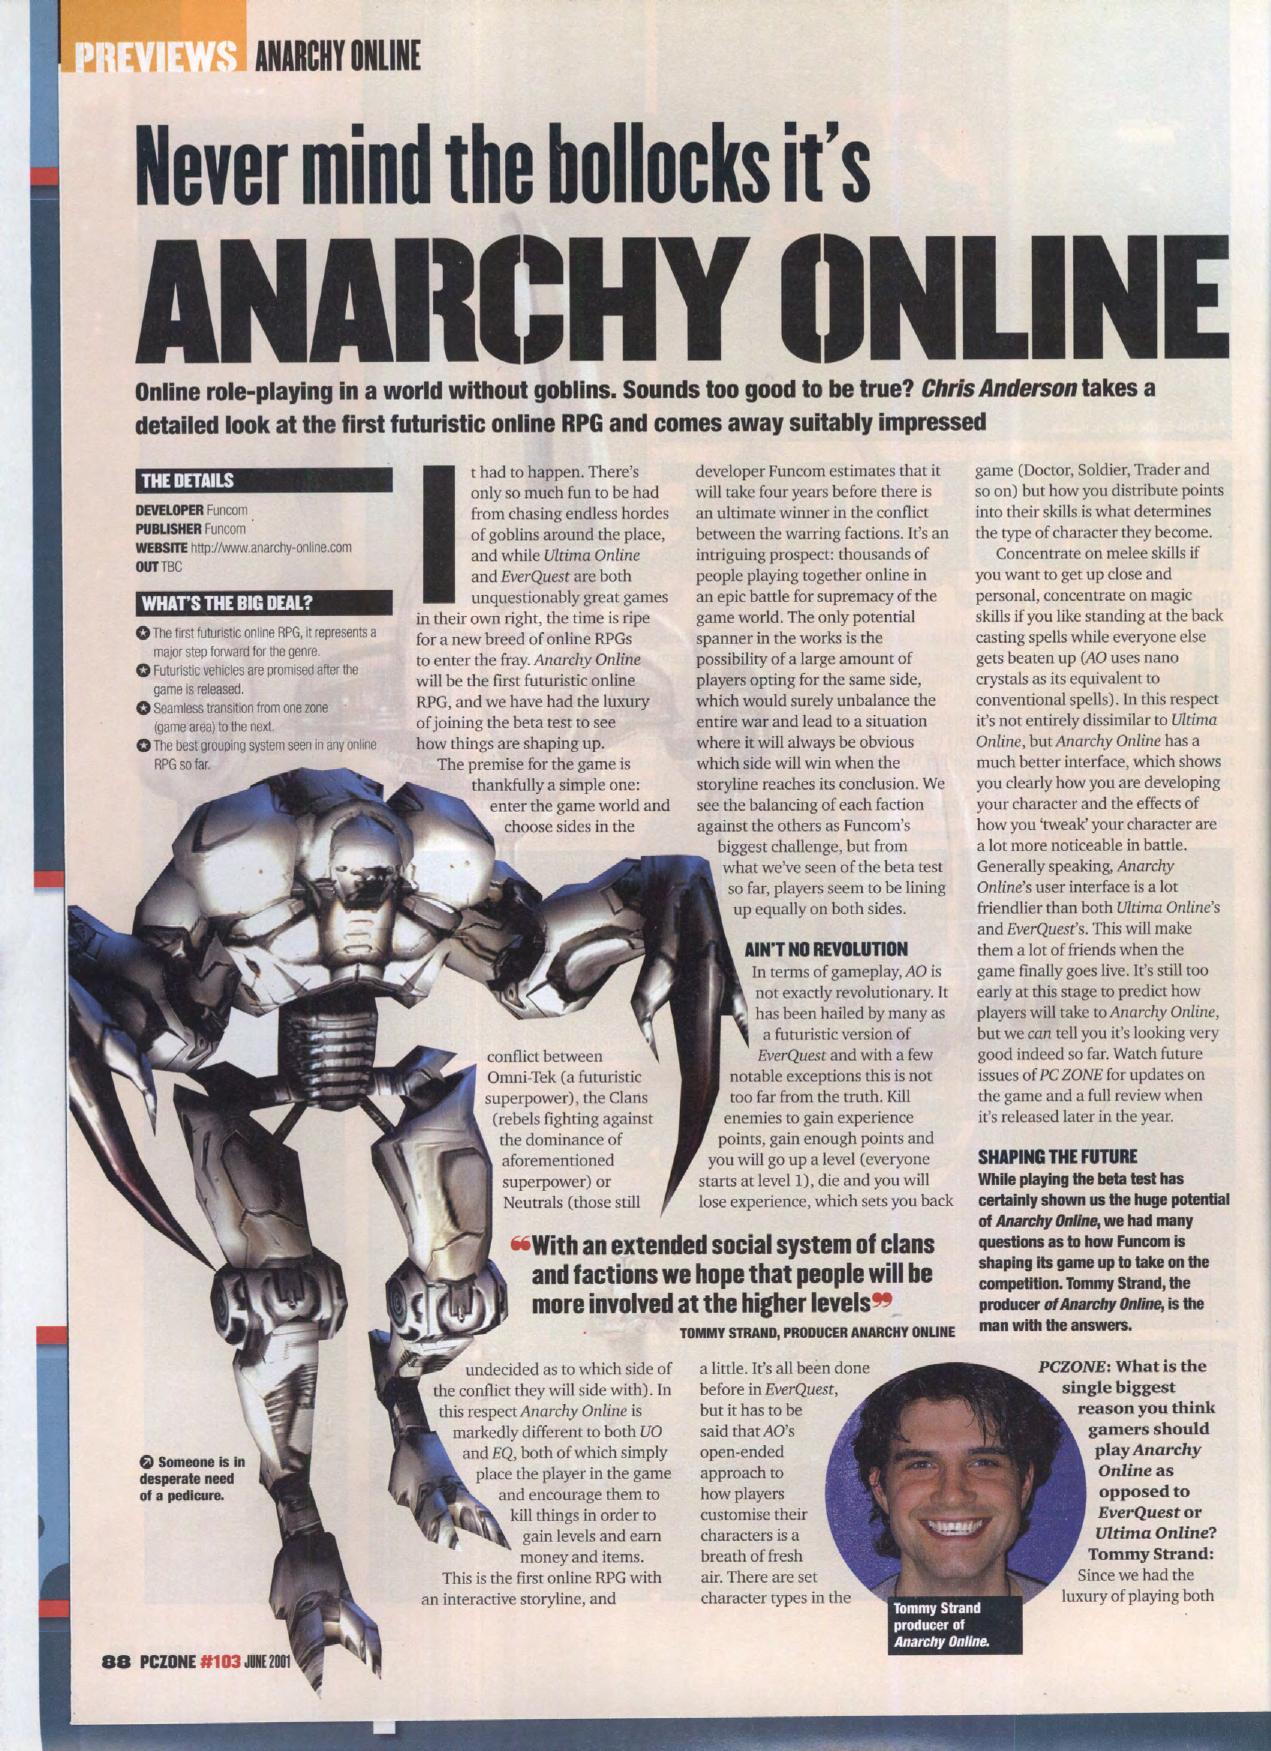 PREVIEWS ANARCHY ONLINE
Never mind the bollocks it's
ANARCHY ONLINE
Online role-playing in a world without goblins. Sounds too good to be true? Chris Anderson takes a
detailed look at the first futuristic online RPG and comes away suitably impressed
THE DETAILS
DEVELOPER Funcom
PUBLISHER Funcom
WEBSITE http://www.anarchy-online.com
OUT TBC
WHAT'S THE BIG DEAL?
The first futuristic online RPG, it represents a
major step forward for the genre.
Futuristic vehicles are promised after the
game is released.
Seamless transition from one zone
(game area) to the next.
The best grouping system seen in any online
RPG so far.
It had to happen. There's
only so much fun to be had
from chasing endless hordes
of goblins around the place,
and while Ultima Online
and EverQuest are both
unquestionably great games
in their own right, the time is ripe
for a new breed of online RPGs
to enter the fray. Anarchy Online
will be the first futuristic online
RPG, and we have had the luxury
of joining the beta test to see
how things are shaping up.
The premise for the game is
thankfully a simple one:
enter the game world and
choose sides in the
conflict between
Omni-Tek (a futuristic
superpower), the Clans
(rebels fighting against
the dominance of
aforementioned
superpower) or
Neutrals (those still
undecided as to which side of
the conflict they will side with). In
this respect Anarchy Online is
markedly different to both UO
and EQ, both of which simply
place the player in the game
and encourage them to
kill things in order to
gain levels and earn
money and items.
This is the first online RPG with
an interactive storyline, and
developer Funcom estimates that it
will take four years before there is
an ultimate winner in the conflict
between the warring factions. It's an
intriguing prospect: thousands of
people playing together online in
an epic battle for supremacy of the
game world. The only potential
spanner in the works is the
possibility of a large amount of
players opting for the same side,
which would surely unbalance the
entire war and lead to a situation
where it will always be obvious
which side will win when the
storyline reaches its conclusion. We
see the balancing of each faction
against the others as Funcom's
biggest challenge, but from
what we've seen of the beta test
so far, players seem to be lining
up equally on both sides.
AIN'T NO REVOLUTION
In terms of gameplay, AO is
not exactly revolutionary. It
has been hailed by many as
a futuristic version of
EverQuest and with a few
notable exceptions this is not
too far from the truth. Kill
enemies to gain experience
points, gain enough points and
you will go up a level (everyone
starts at level 1), die and you will
lose experience, which sets you back
a little. It's all been done
before in EverQuest,
but it has to be
said that AO's
open-ended
approach to
how players
customise their
characters is a
breath of fresh
air. There are set
character types in the
game (Doctor, Soldier, Trader and
so on) but how you distribute points
into their skills is what determines
the type of character they become.
Concentrate on melee skills if
you want to get up close and
personal, concentrate on magic
skills if you like standing at the back
casting spells while everyone else
gets beaten up (AO uses nano
crystals as its equivalent to
conventional spells). In this respect
it's not entirely dissimilar to Ultima
Online, but Anarchy Online has a
much better interface, which shows
you clearly how you are developing
your character and the effects of
how you 'tweak' your character are
a lot more noticeable in battle.
Generally speaking, Anarchy
Online's user interface is a lot
friendlier than both Ultima Online's
and EverQuest's. This will make
them a lot of friends when the
game finally goes live. It's still too
early at this stage to predict how
players will take to Anarchy Online,
but we can tell you it's looking very
good indeed so far. Watch future
issues of PC ZONE for updates on
the game and a full review when
it's released later in the year.
SHAPING THE FUTURE
While playing the beta test has
certainly shown us the huge potential
of Anarchy Online, we had many
questions as to how Funcom is
shaping its game up to take on the
competition. Tommy Strand, the
producer of Anarchy Online, is the
man with the answers.
PCZONE: What is the
single biggest
reason you think
gamers should
play Anarchy
Online as
opposed to
EverQuest or
Ultima Online?
Tommy Strand:
Since we had the
luxury of playing both
“With an extended social system of clans
and factions we hope that people will be
more involved at the higher levels”
TOMMY STRAND, PRODUCER ANARCHY ONLINE
Someone is in
desperate need
of a pedicure.
Tommy Strand
producer of
Anarchy Online.
88 PCZONE #103 JUNE 2001